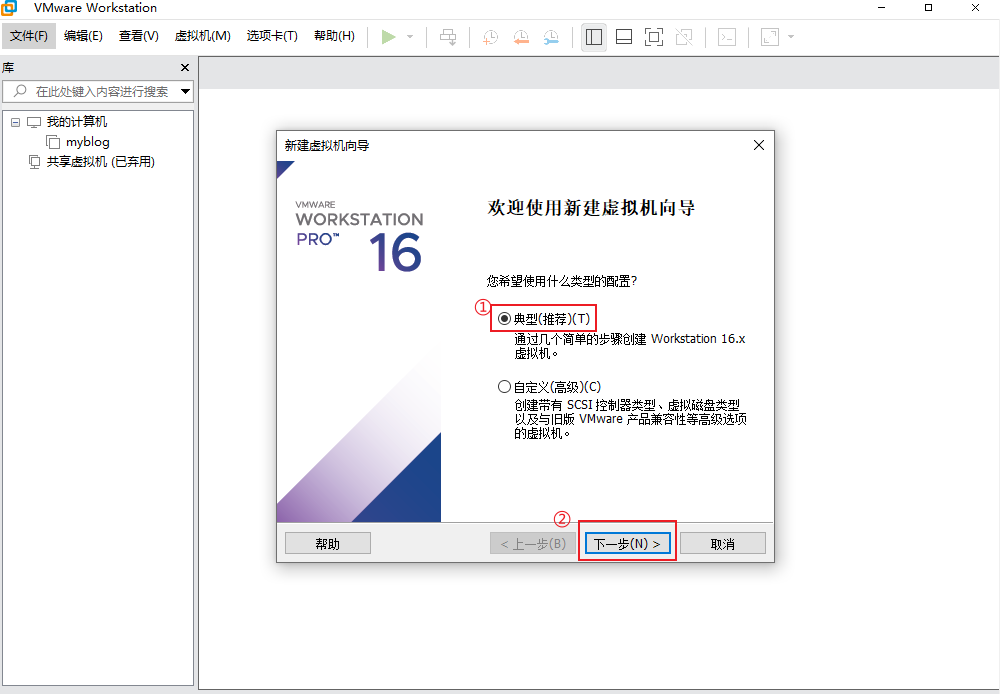 VMware Workstation
文件(F) 编辑(E) 查看(V) 虚拟机(M) 选项卡(T) 帮助(H)
库
在此处键入内容进行搜索
我的计算机
myblog
共享虚拟机 (已弃用)
新建虚拟机向导
VMWARE
WORKSTATION
PRO™ 16
欢迎使用新建虚拟机向导
您希望使用什么类型的配置?
① 典型(推荐)(T)
通过几个简单的步骤创建 Workstation 16.x
虚拟机。
自定义(高级)(C)
创建带有 SCSI 控制器类型、虚拟磁盘类型
以及与旧版 VMware 产品兼容性等高级选项
的虚拟机。
②
帮助 < 上一步(B) 下一步(N) > 取消